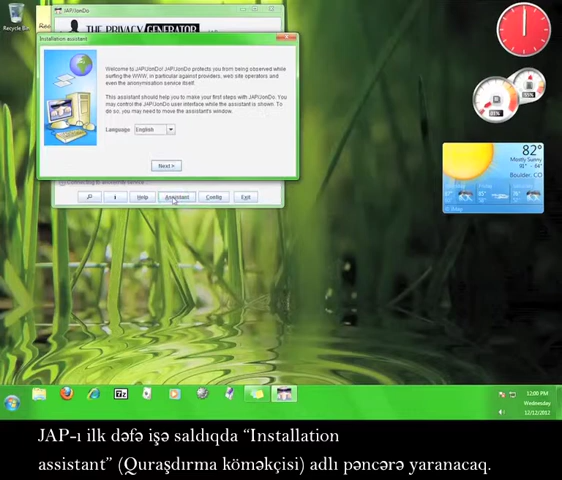 JAP/JonDo
Recycle Bin
THE PRIVACY GENERATOR
Installation assistant
Welcome to JAP/JonDo! JAP/JonDo protects you from being observed while
surfing the WWW, in particular against providers, web site operators and
even the anonymisation service itself.
This assistant should help you to make your first steps with JAP/JonDo. You
may control the JAP/JonDo user interface while the assistant is shown. To
do so, you may need to move the assistant's window.
Language English
Next >
Help Assistant Config Exit
82°
Mostly Sunny
91° - 64°
Boulder, CO
12:00 PM
Wednesday
12/12/2012
JAP-ı ilk dəfə işə saldıqda “Installation
assistant” (Quraşdırma köməkçisi) adlı pəncərə yaranacaq.